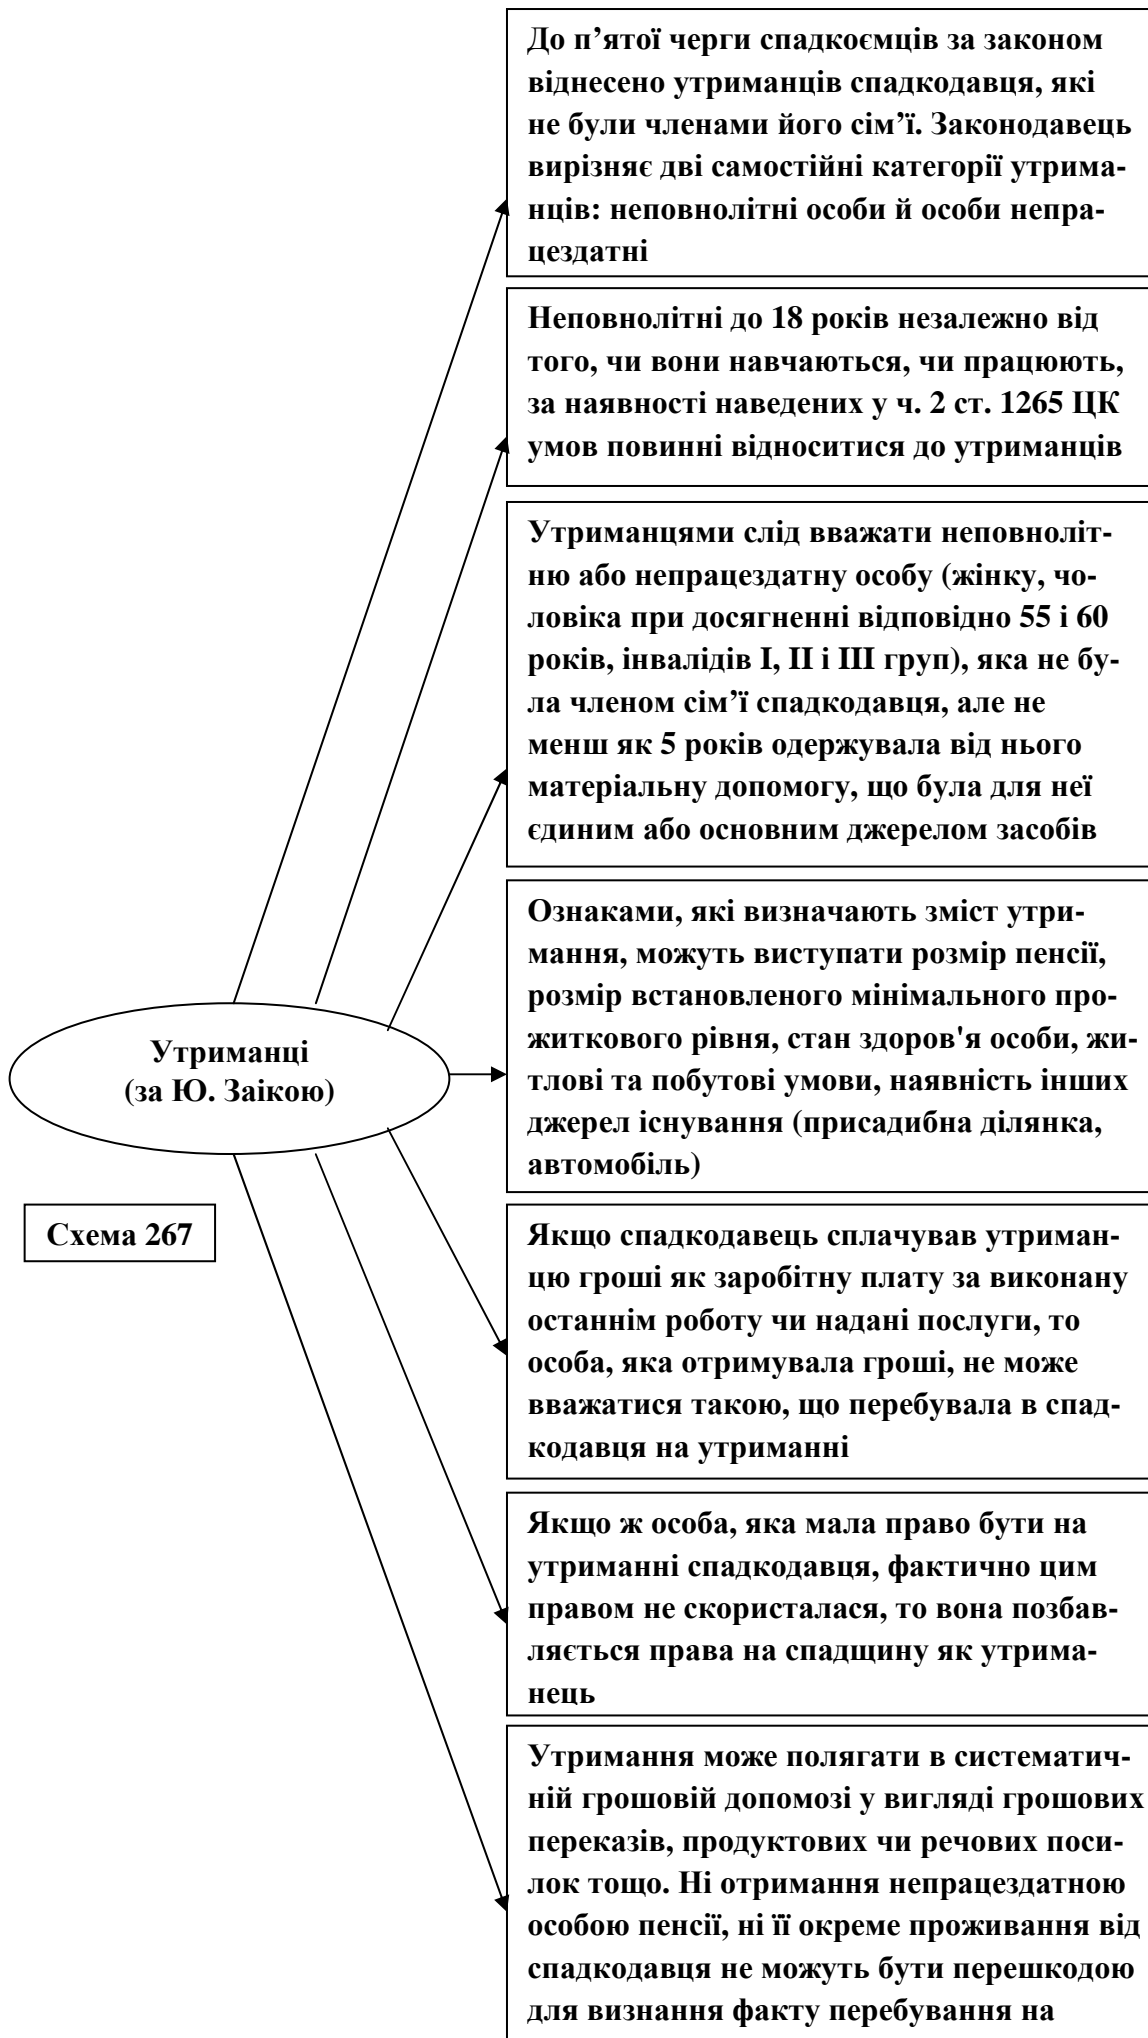 До п’ятої черги спадкоємців за законом
віднесено утриманців спадкодавця, які
не були членами його сім’ї. Законодавець
вирізняє дві самостійні категорії утрима-
нців: неповнолітні особи й особи непра-
цездатні
Неповнолітні до 18 років незалежно від
того, чи вони навчаються, чи працюють,
за наявності наведених у ч. 2 ст. 1265 ЦК
умов повинні відноситися до утриманців
Утриманцями слід вважати неповноліт-
ню або непрацездатну особу (жінку, чо-
ловіка при досягненні відповідно 55 і 60
років, інвалідів І, ІІ і ІІІ груп), яка не бу-
ла членом сім’ї спадкодавця, але не
менш як 5 років одержувала від нього
матеріальну допомогу, що була для неї
єдиним або основним джерелом засобів
Ознаками, які визначають зміст утри-
мання, можуть виступати розмір пенсії,
розмір встановленого мінімального про-
житкового рівня, стан здоров'я особи, жи-
тлові та побутові умови, наявність інших
джерел існування (присадибна ділянка,
автомобіль)
Утриманці
(за Ю. Заікою)
Схема 267
Якщо спадкодавець сплачував утриман-
цю гроші як заробітну плату за виконану
останнім роботу чи надані послуги, то
особа, яка отримувала гроші, не може
вважатися такою, що перебувала в спад-
кодавця на утриманні
Якщо ж особа, яка мала право бути на
утриманні спадкодавця, фактично цим
правом не скористалася, то вона позбав-
ляється права на спадщину як утрима-
нець
Утримання може полягати в систематич-
ній грошовій допомозі у вигляді грошових
переказів, продуктових чи речових поси-
лок тощо. Ні отримання непрацездатною
особою пенсії, ні її окреме проживання від
спадкодавця не можуть бути перешкодою
для визнання факту перебування на